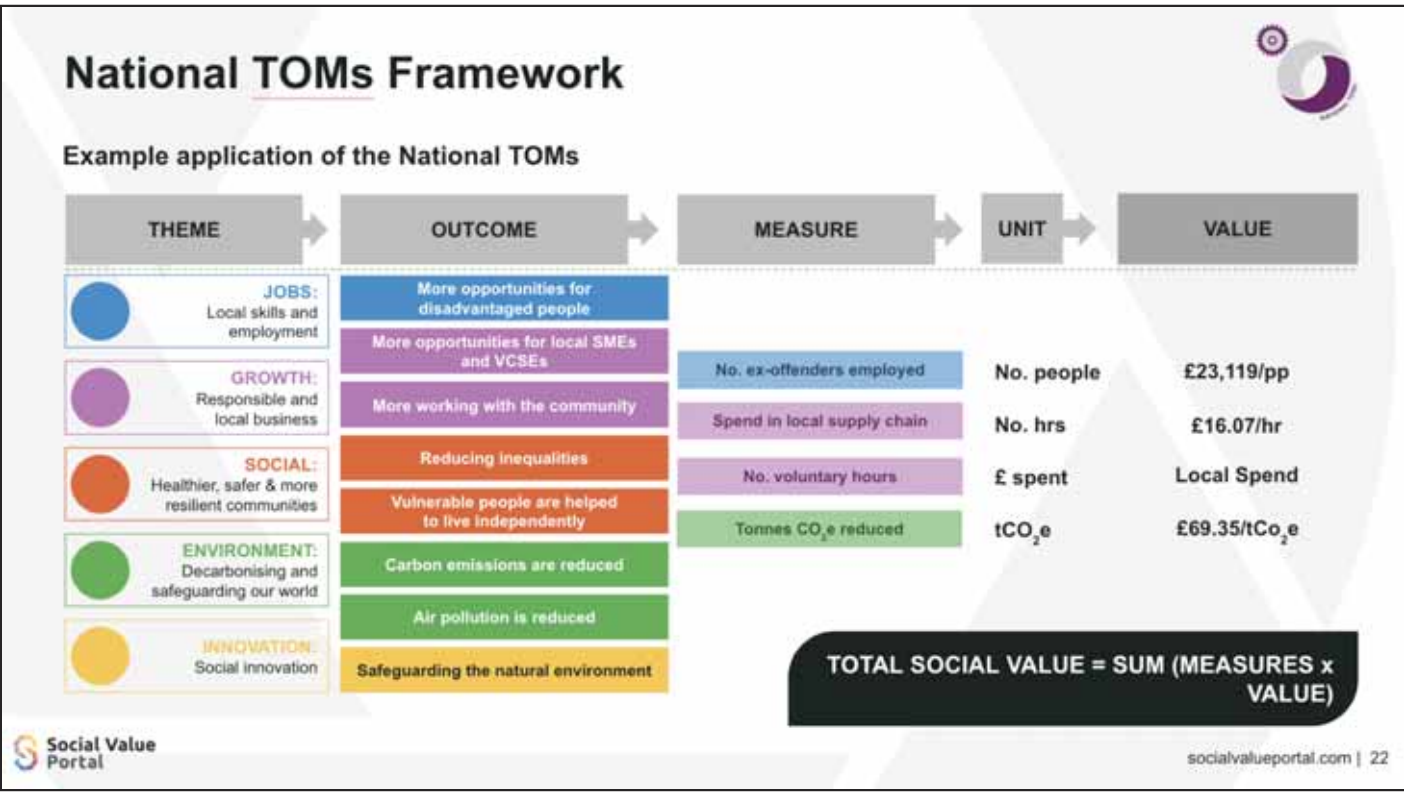 National TOMs Framework
Example application of the National TOMs
THEME
OUTCOME
MEASURE
UNIT
VALUE
JOBS:
Local skills and
employment
GROWTH:
Responsible and
local business
SOCIAL:
Healthier, safer & more
resilient communities
ENVIRONMENT:
Decarbonising and
safeguarding our world
INNOVATION:
Social innovation
More opportunities for
disadvantaged people
More opportunities for local SMEs
and VCSEs
More working with the community
Reducing inequalities
Vulnerable people are helped
to live independently
Carbon emissions are reduced
Air pollution is reduced
Safeguarding the natural environment
No. ex-offenders employed
Spend in local supply chain
No. voluntary hours
Tonnes CO₂e reduced
No. people
No. hrs
£ spent
tCO₂e
£23,119/pp
£16.07/hr
Local Spend
£69.35/tCo₂e
TOTAL SOCIAL VALUE = SUM (MEASURES x
VALUE)
Social Value
Portal
socialvalueportal.com | 22